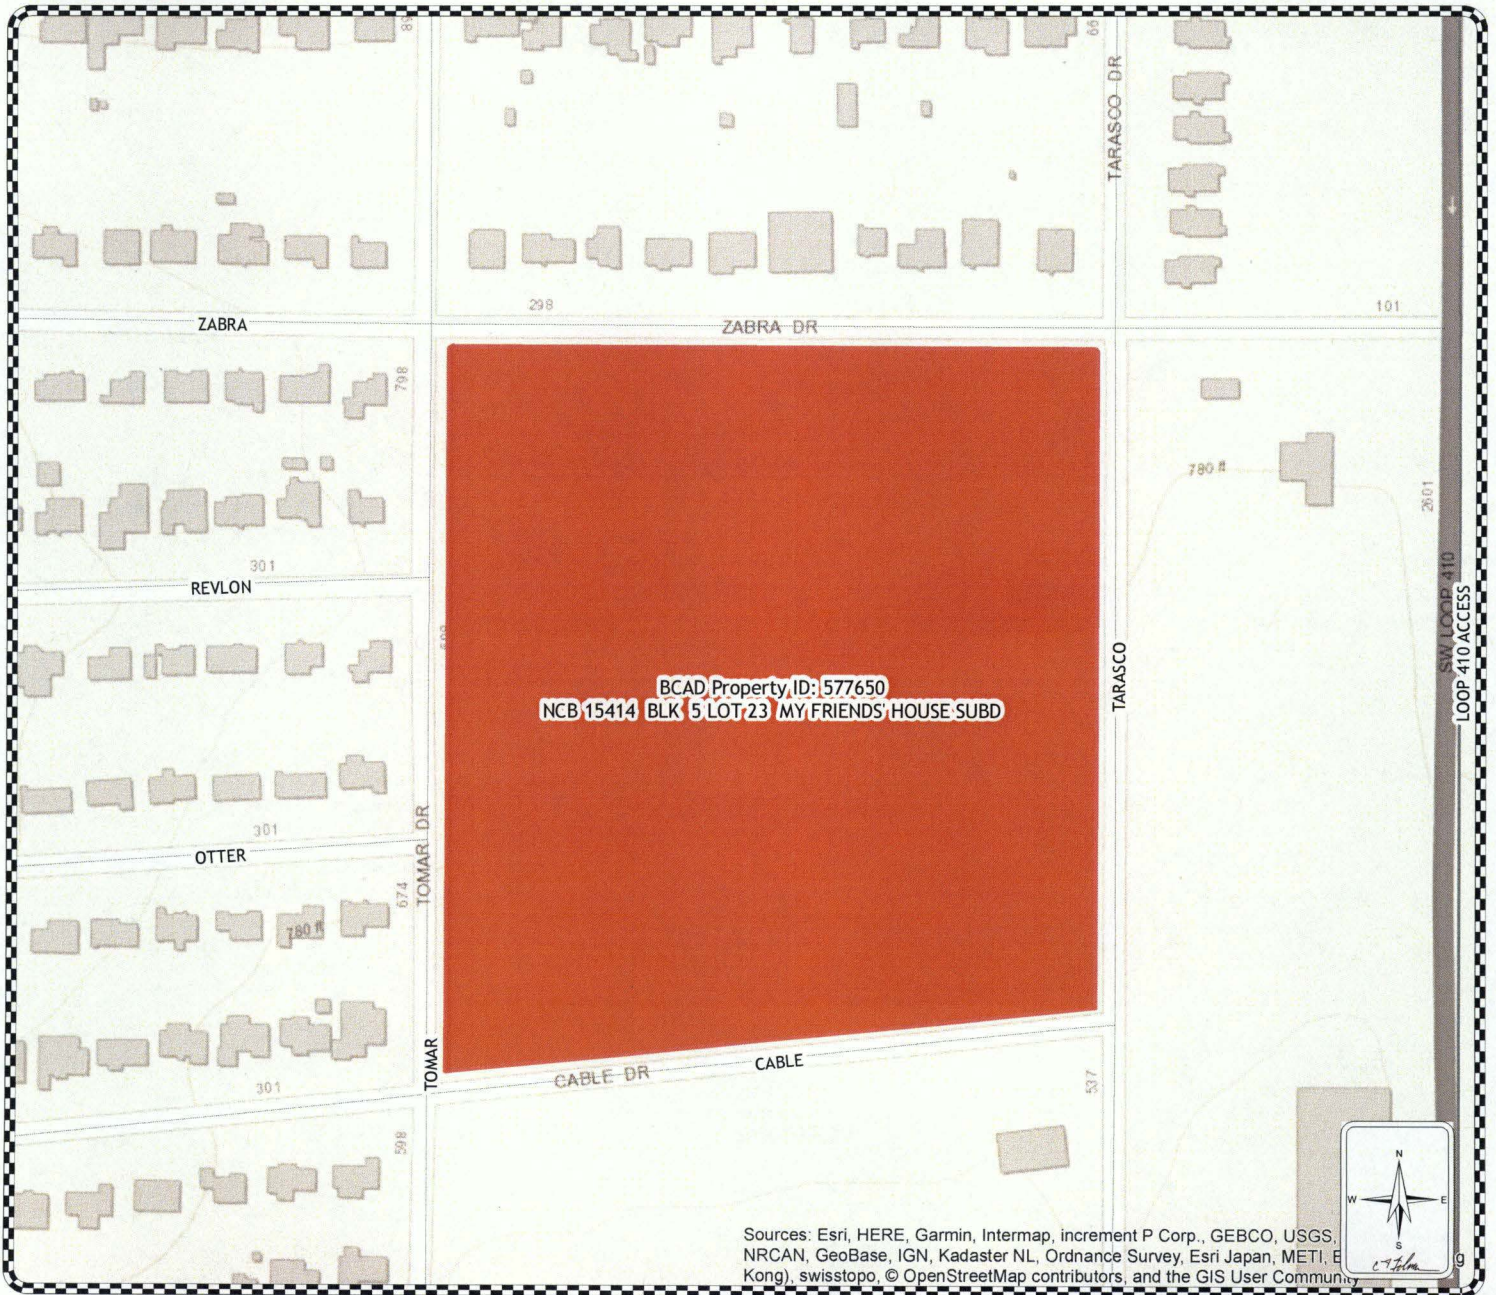 89
66
TARASCO DR
298
101
ZABRA
ZABRA DR
798
780 ft
2601
301
REVLON
SW LOOP 410
LOOP 410 ACCESS
TARASCO
BCAD Property ID: 577650
NCB 15414 BLK 5 LOT 23 MY FRIENDS' HOUSE SUBD
301
OTTER
TOMAR DR
674
780 ft
TOMAR
CABLE DR
CABLE
301
537
598
N
W
E
S
Sources: Esri, HERE, Garmin, Intermap, increment P Corp., GEBCO, USGS,
NRCAN, GeoBase, IGN, Kadaster NL, Ordnance Survey, Esri Japan, METI, E g
Kong), swisstopo, © OpenStreetMap contributors, and the GIS User Community